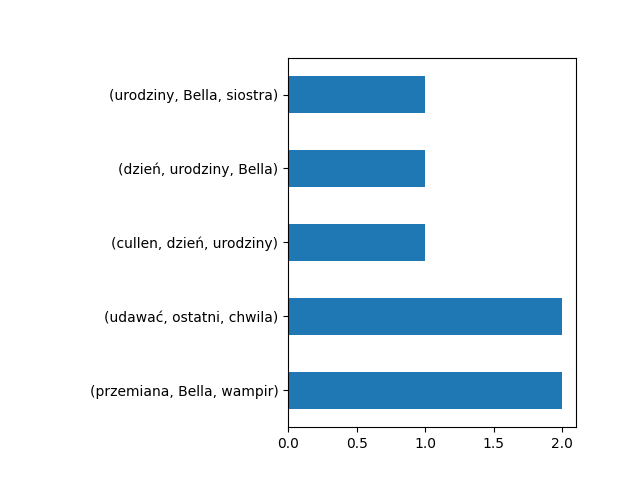 (urodziny, Bella, siostra)
(dzień, urodziny, Bella)
(cullen, dzień, urodziny)
(udawać, ostatni, chwila)
(przemiana, Bella, wampir)
0.0 0.5 1.0 1.5 2.0